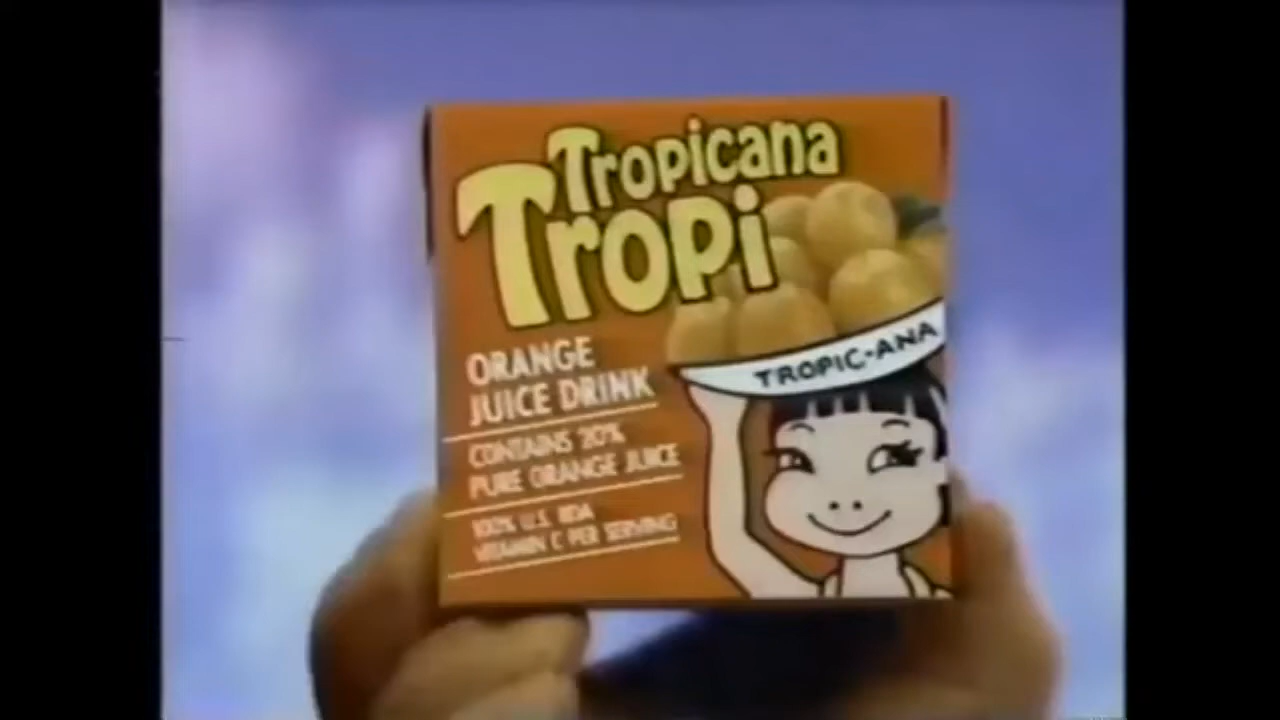 Tropicana
Tropi
ORANGE
JUICE DRINK
CONTAINS 20%
PURE ORANGE JUICE
100% U.S. RDA
VITAMIN C PER SERVING
TROPIC-ANA